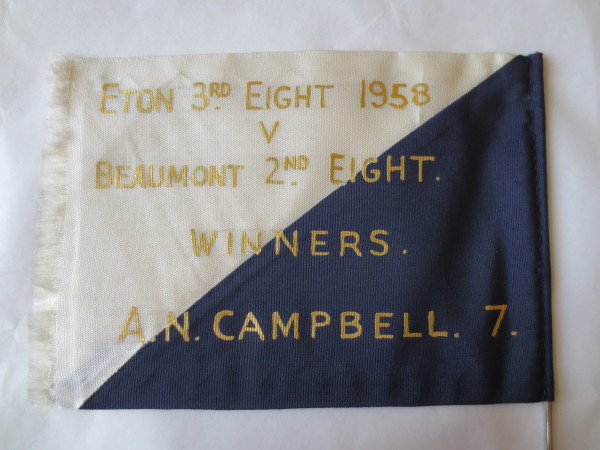 ETON 3RD. EIGHT 1958
V
BEAUMONT 2ND. EIGHT.
WINNERS.
A.N. CAMPBELL. 7.